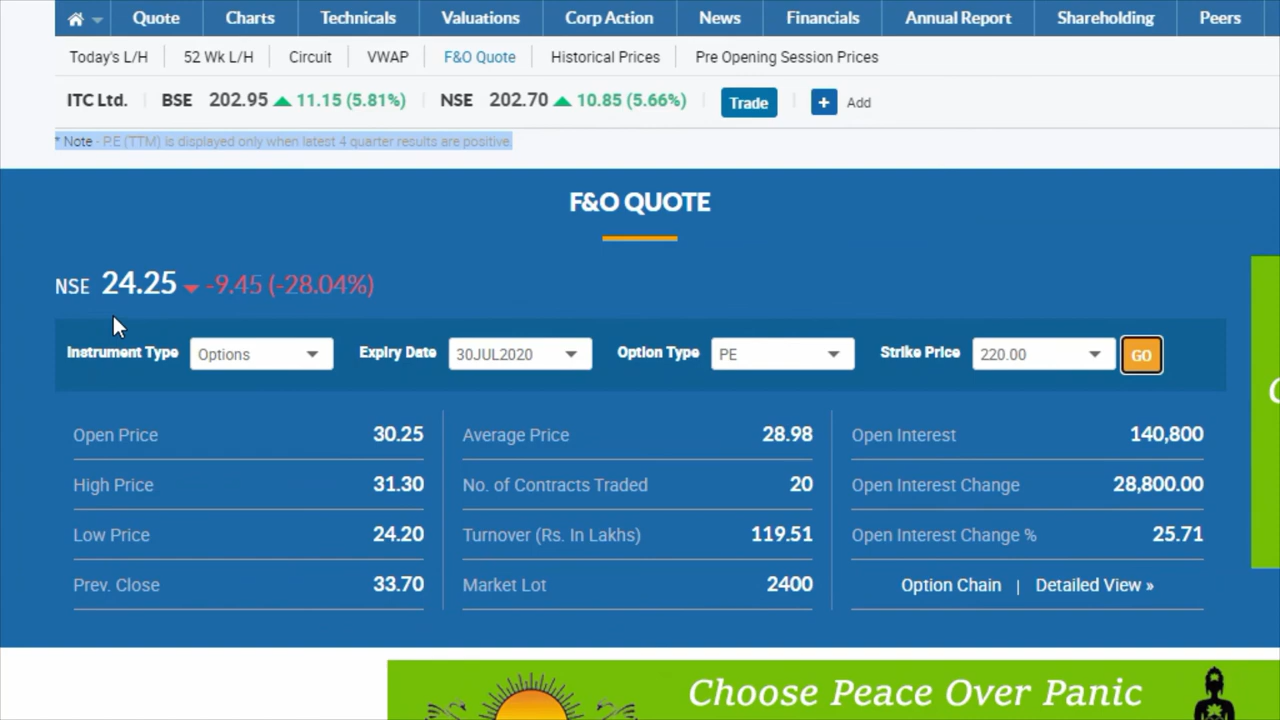 Quote Charts Technicals Valuations Corp Action News Financials Annual Report Shareholding Peers
Today's L/H 52 Wk L/H Circuit VWAP F&O Quote Historical Prices Pre Opening Session Prices
ITC Ltd. BSE 202.95 11.15 (5.81%) NSE 202.70 10.85 (5.66%) Trade + Add
* Note - P.E (TTM) is displayed only when latest 4 quarter results are positive.
F&O QUOTE
NSE 24.25 -9.45 (-28.04%)
Instrument Type Options Expiry Date 30JUL2020 Option Type PE Strike Price 220.00 GO
Open Price 30.25 Average Price 28.98 Open Interest 140,800
High Price 31.30 No. of Contracts Traded 20 Open Interest Change 28,800.00
Low Price 24.20 Turnover (Rs. In Lakhs) 119.51 Open Interest Change % 25.71
Prev. Close 33.70 Market Lot 2400 Option Chain | Detailed View »
Choose Peace Over Panic